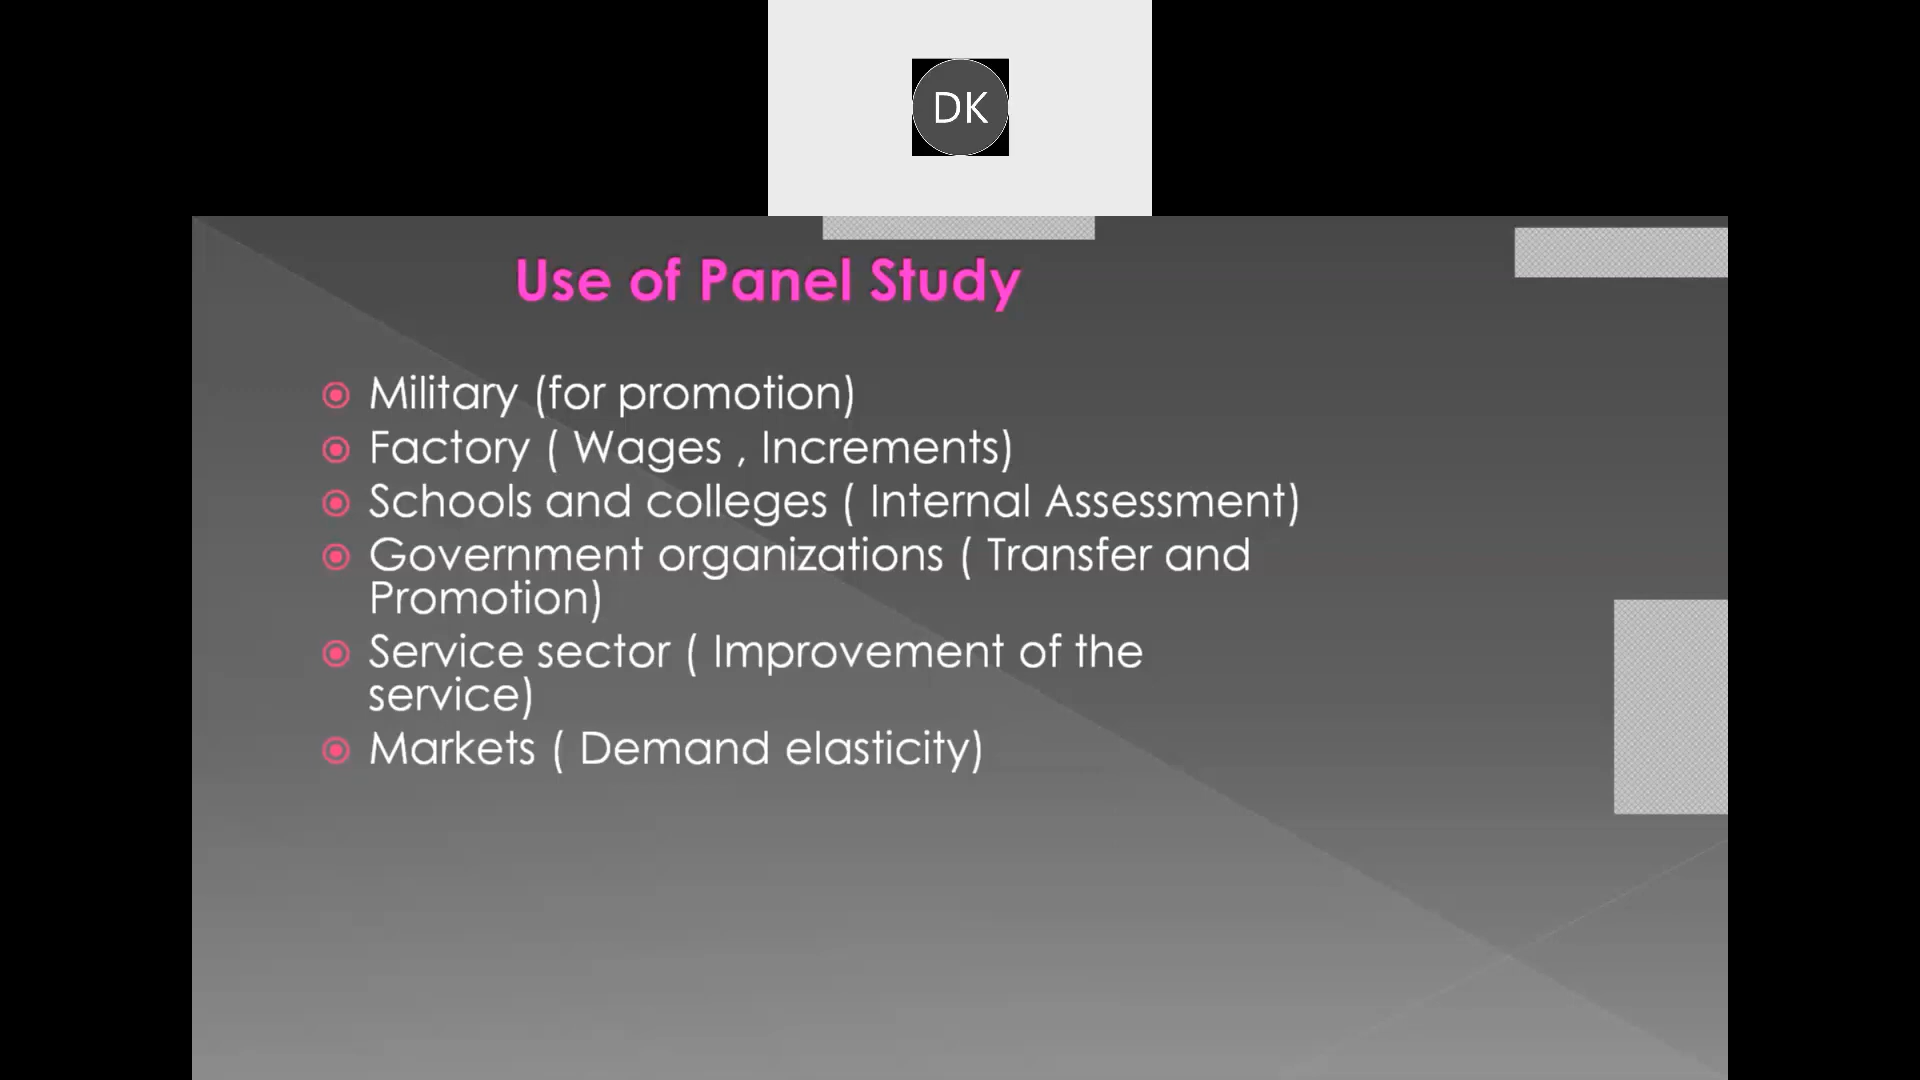 DK
Use of Panel Study
Military (for promotion)
Factory ( Wages , Increments)
Schools and colleges ( Internal Assessment)
Government organizations ( Transfer and
Promotion)
Service sector ( Improvement of the
service)
Markets ( Demand elasticity)